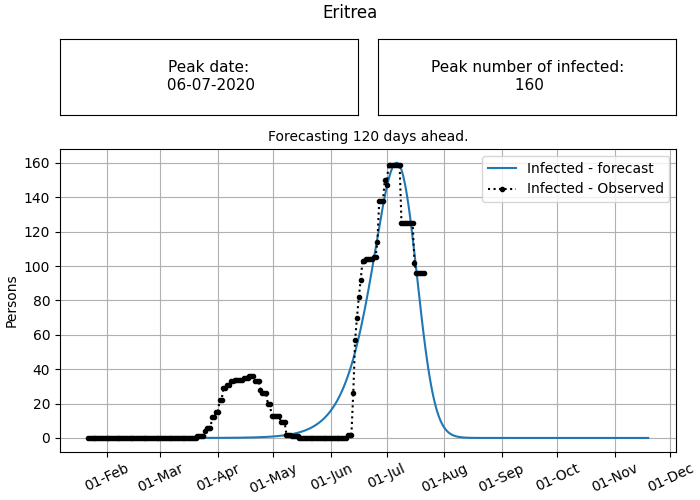 Eritrea
Peak date:
06-07-2020
Peak number of infected:
160
Forecasting 120 days ahead.
Infected - forecast
Infected - Observed
Persons
160
140
120
100
80
60
40
20
0
01-Feb
01-Mar
01-Apr
01-May
01-Jun
01-Jul
01-Aug
01-Sep
01-Oct
01-Nov
01-Dec